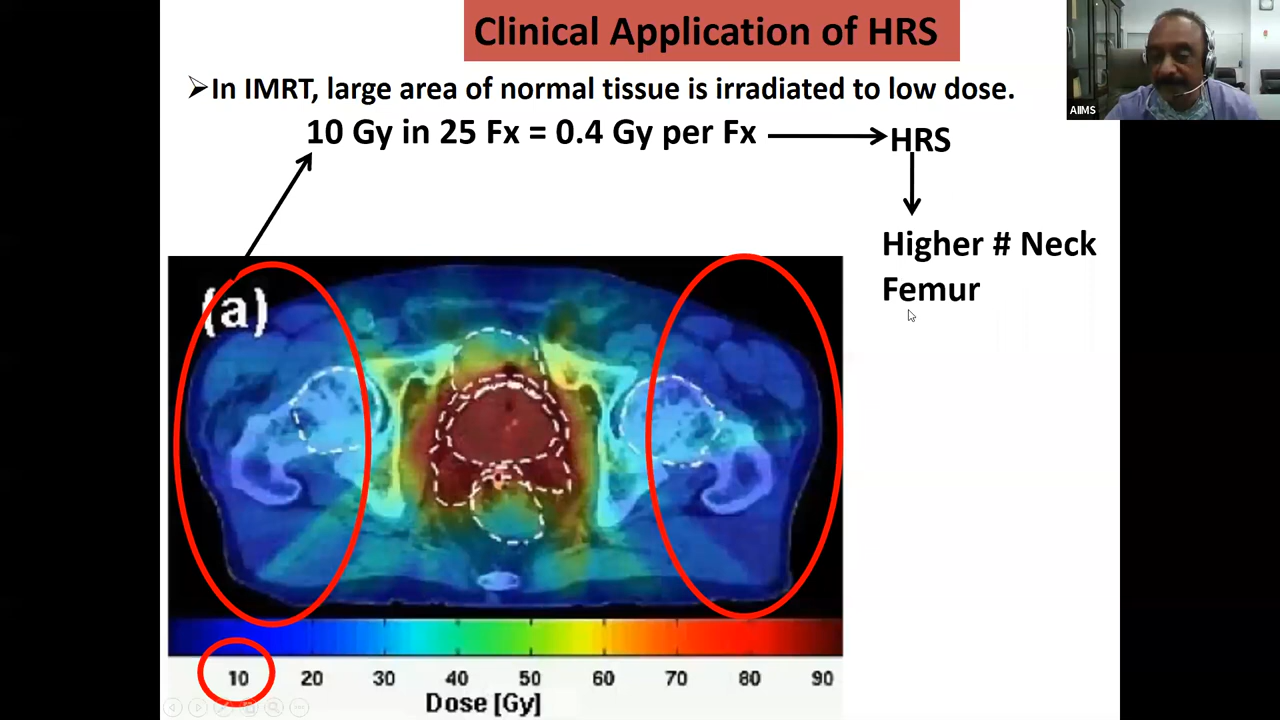 Clinical Application of HRS
AIIMS
➢In IMRT, large area of normal tissue is irradiated to low dose.
10 Gy in 25 Fx = 0.4 Gy per Fx
HRS
Higher # Neck
Femur
(a)
10 20 30 40 50 60 70 80 90
Dose [Gy]